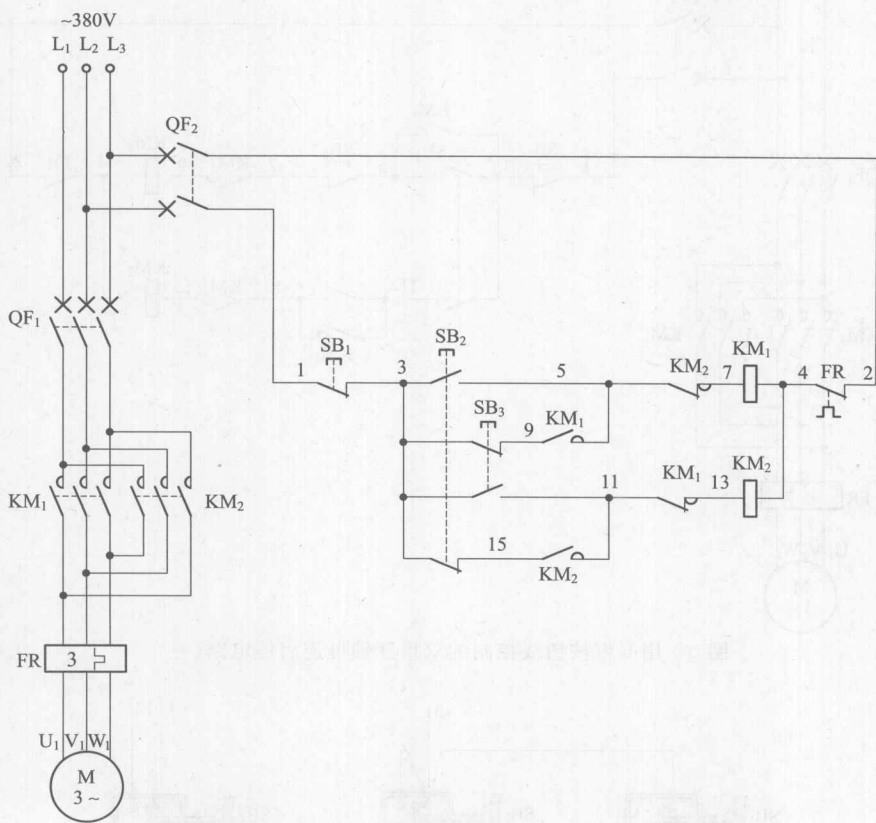 ~380V
L₁ L₂ L₃
QF₂
QF₁
SB₁
SB₂
1
3
5
KM₂
7
KM₁
4
FR
2
SB₃
9
KM₁
KM₁
KM₂
11
KM₁
13
KM₂
15
KM₂
FR
3
U₁ V₁ W₁
M
3 ~